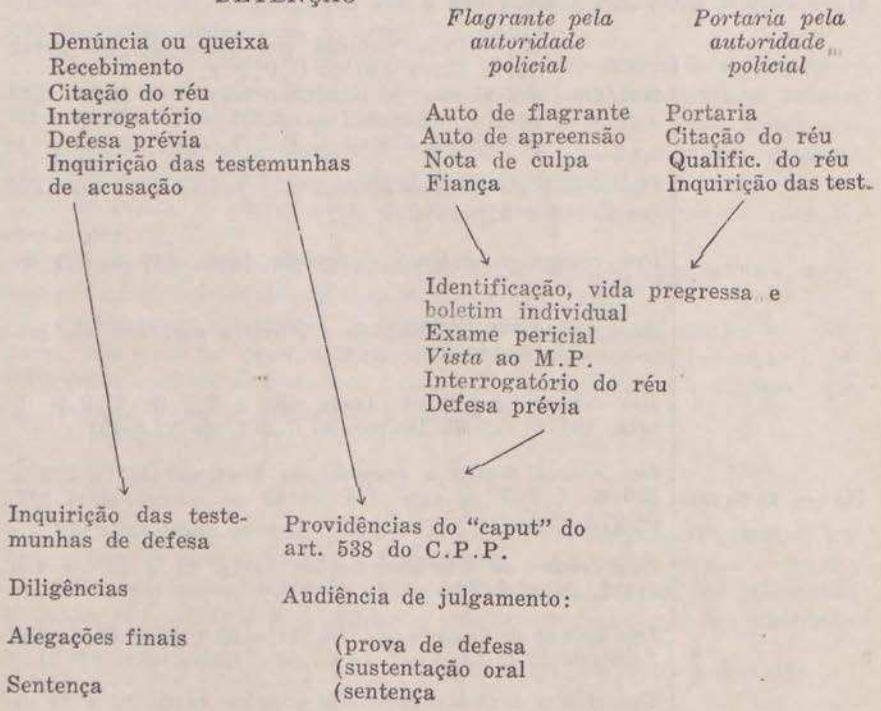 DETENÇÃO
Denúncia ou queixa
Recebimento
Citação do réu
Interrogatório
Defesa prévia
Inquirição das testemunhas
de acusação
Flagrante pela
autoridade
policial
Auto de flagrante
Auto de apreensão
Nota de culpa
Fiança
Portaria pela
autoridade
policial
Portaria
Citação do réu
Qualific. do réu
Inquirição das test.
Identificação, vida pregressa e
boletim individual
Exame pericial
Vista ao M.P.
Interrogatório do réu
Defesa prévia
Inquirição das teste-
munhas de defesa
Diligências
Alegações finais
Sentença
Providências do "caput" do
art. 538 do C.P.P.
Audiência de julgamento:
(prova de defesa
(sustentação oral
(sentença